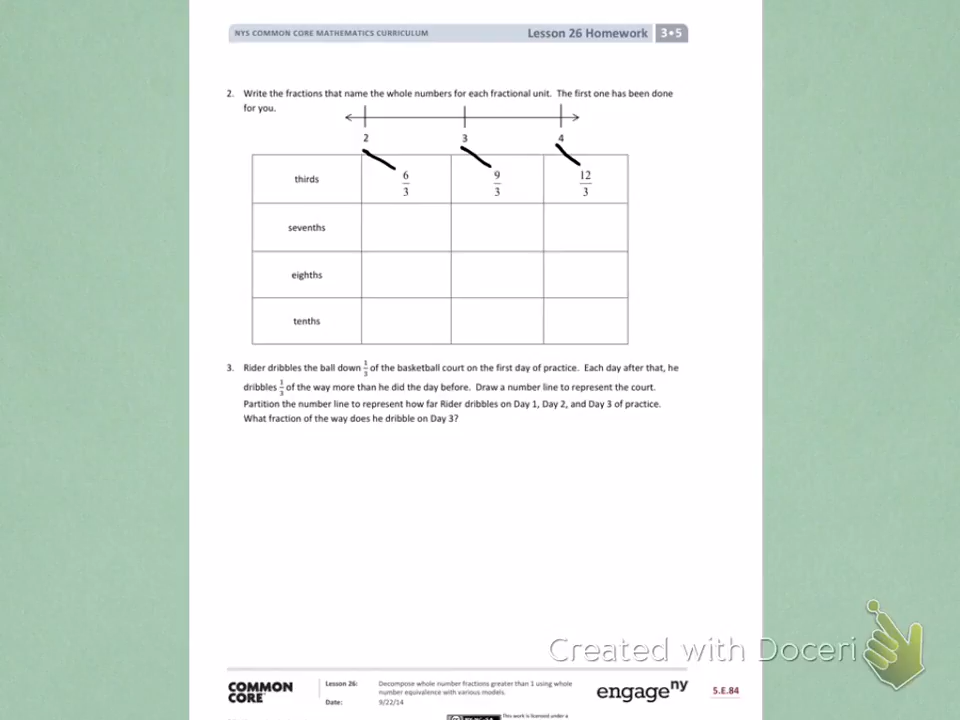 NYS COMMON CORE MATHEMATICS CURRICULUM Lesson 26 Homework 3•5
2. Write the fractions that name the whole numbers for each fractional unit. The first one has been done
for you.
2 3 4
thirds 6/3 9/3 12/3
sevenths
eighths
tenths
3. Rider dribbles the ball down 1/3 of the basketball court on the first day of practice. Each day after that, he
dribbles 1/3 of the way more than he did the day before. Draw a number line to represent the court.
Partition the number line to represent how far Rider dribbles on Day 1, Day 2, and Day 3 of practice.
What fraction of the way does he dribble on Day 3?
Created with Doceri
COMMON
CORE
Lesson 26: Decompose whole number fractions greater than 1 using whole
number equivalence with various models.
Date: 9/22/14
engage ny
S.E.84
This work is licensed under a